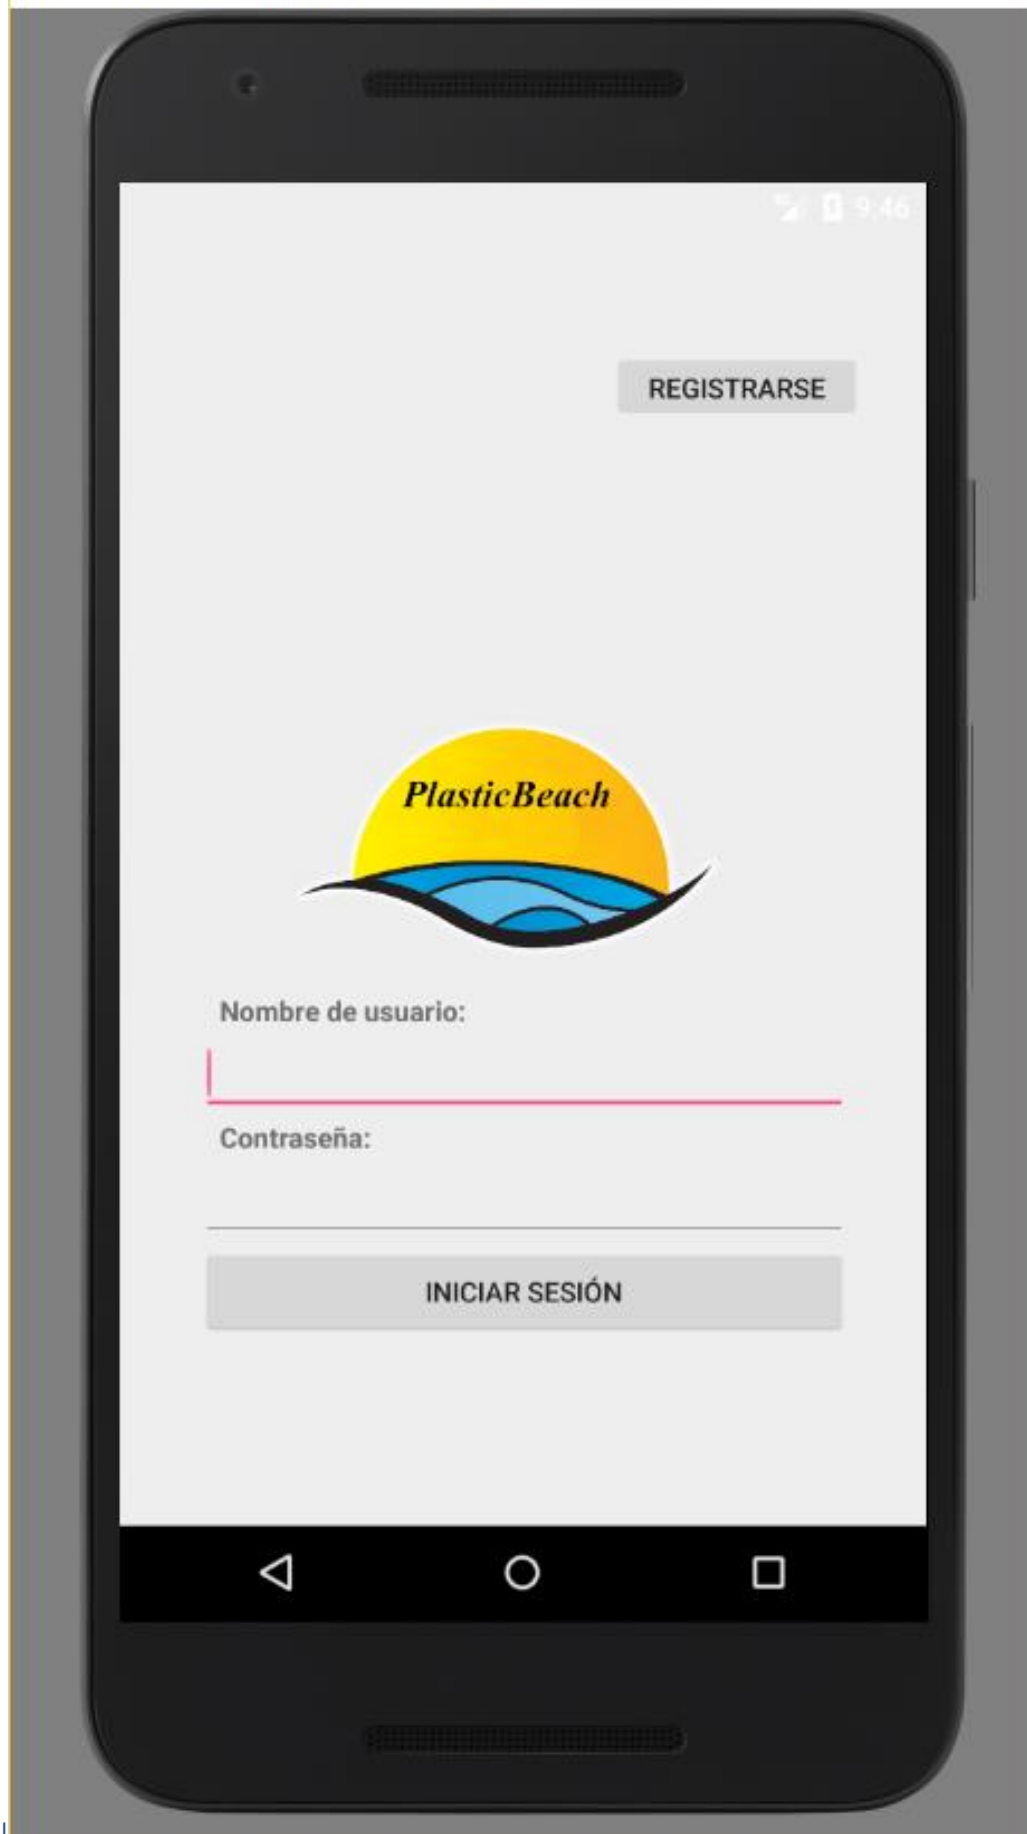 9:46
REGISTRARSE
PlasticBeach
Nombre de usuario:
Contraseña:
INICIAR SESIÓN